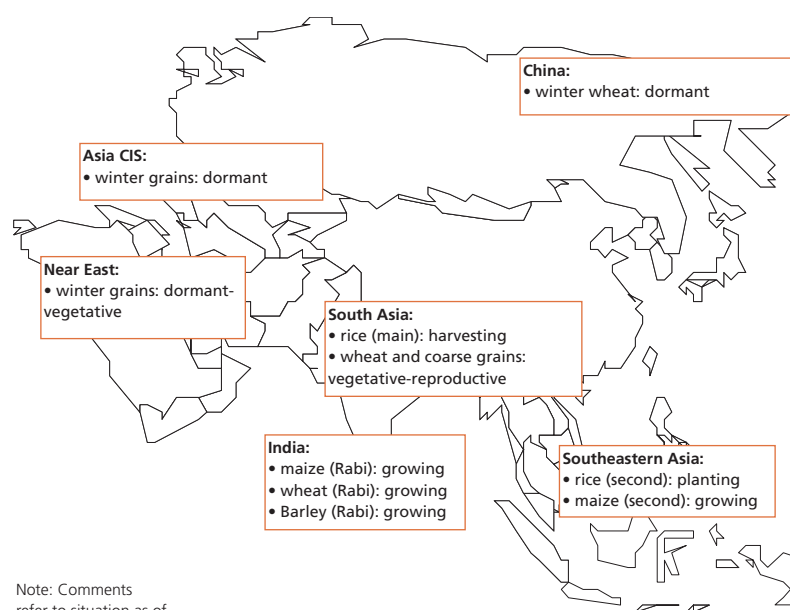 China:
• winter wheat: dormant
Asia CIS:
• winter grains: dormant
Near East:
• winter grains: dormant-
vegetative
South Asia:
• rice (main): harvesting
• wheat and coarse grains:
vegetative-reproductive
India:
• maize (Rabi): growing
• wheat (Rabi): growing
• Barley (Rabi): growing
Southeastern Asia:
• rice (second): planting
• maize (second): growing
Note: Comments
refer to situation as of